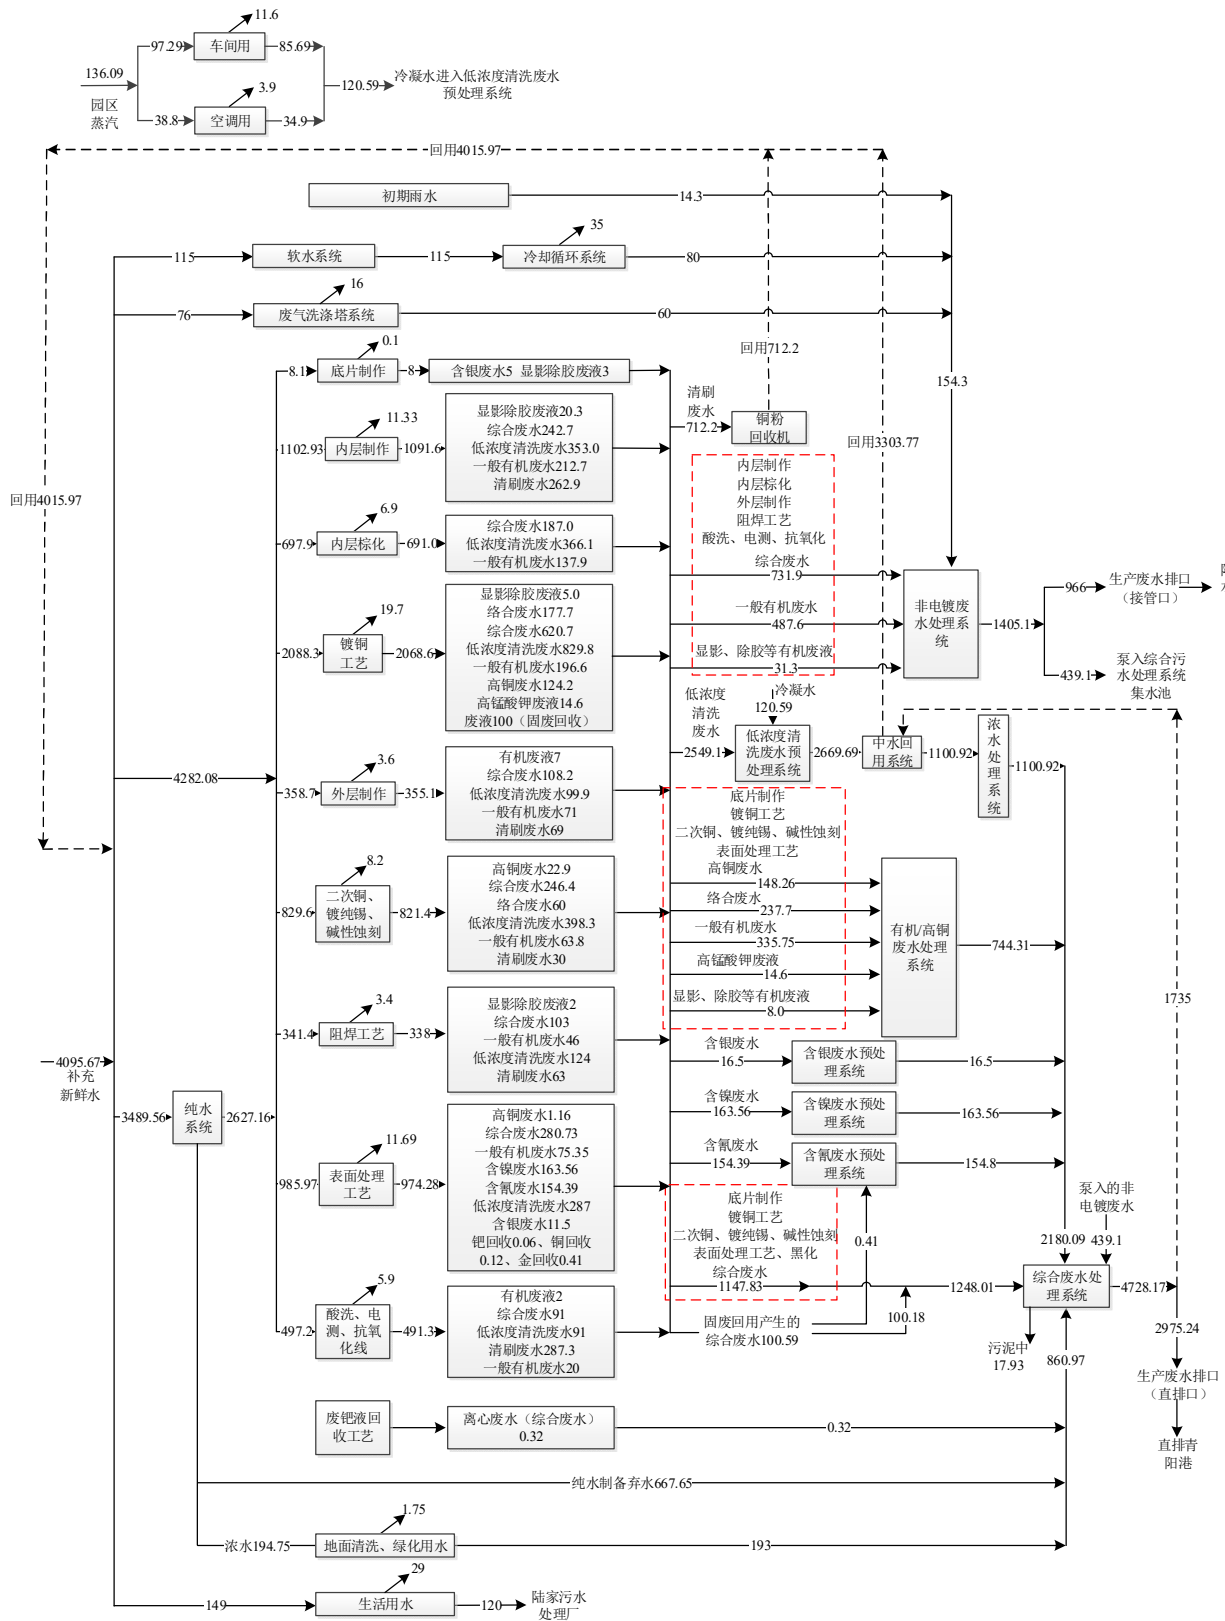 11.6
97.29
车间用
85.69
136.09
园区
蒸汽
3.9
38.8
空调用
34.9
120.59
冷凝水进入低浓度清洗废水
预处理系统
回用4015.97
初期雨水
14.3
35
115
软水系统
115
冷却循环系统
80
16
76
废气洗涤塔系统
60
0.1
8.1
底片制作
8
含银废水5 显影除胶废液3
回用712.2
154.3
清刷
废水
712.2
铜粉
回收机
回用3303.77
11.33
1102.93
内层制作
1091.6
显影除胶废液20.3
综合废水242.7
低浓度清洗废水353.0
一般有机废水212.7
清刷废水262.9
回用4015.97
6.9
697.9
内层棕化
691.0
综合废水187.0
低浓度清洗废水366.1
一般有机废水137.9
内层制作
内层棕化
外层制作
阻焊工艺
酸洗、电测、抗氧化
综合废水
731.9
一般有机废水
487.6
显影、除胶等有机废液
31.3
非电镀废
水处理系
统
1405.1
966
生产废水排口
（接管口）
439.1
泵入综合污
水处理系统
集水池
19.7
2088.3
镀铜
工艺
2068.6
显影除胶废液5.0
络合废水177.7
综合废水620.7
低浓度清洗废水829.8
一般有机废水196.6
高铜废水124.2
高锰酸钾废液14.6
废液100（固废回收）
低浓度
清洗
废水
2549.1
冷凝水
120.59
低浓度清
洗废水预
处理系统
2669.69
中水回
用系统
1100.92
浓
水
处
理
系
统
1100.92
4282.08
3.6
358.7
外层制作
355.1
有机废液7
综合废水108.2
低浓度清洗废水99.9
一般有机废水71
清刷废水69
底片制作
镀铜工艺
二次铜、镀纯锡、碱性蚀刻
表面处理工艺
高铜废水
148.26
络合废水
237.7
一般有机废水
335.75
高锰酸钾废液
14.6
显影、除胶等有机废液
8.0
有机/高铜
废水处理
系统
744.31
8.2
829.6
二次铜、
镀纯锡、
碱性蚀刻
821.4
高铜废水22.9
综合废水246.4
络合废水60
低浓度清洗废水398.3
一般有机废水63.8
清刷废水30
1735
3.4
341.4
阻焊工艺
338
显影除胶废液2
综合废水103
一般有机废水46
低浓度清洗废水124
清刷废水63
含银废水
16.5
含银废水预处
理系统
16.5
4095.67
补充
新鲜水
3489.56
纯水
系统
2627.16
含镍废水
163.56
含镍废水预处
理系统
163.56
含氰废水
154.39
含氰废水预处
理系统
154.8
11.69
985.97
表面处理
工艺
974.28
高铜废水1.16
综合废水280.73
一般有机废水75.35
含镍废水163.56
含氰废水154.39
低浓度清洗废水287
含银废水11.5
钯回收0.06、铜回收
0.12、金回收0.41
底片制作
镀铜工艺
二次铜、镀纯锡、碱性蚀刻
表面处理工艺、黑化
综合废水
1147.83
0.41
泵入的非
电镀废水
2180.09
439.1
1248.01
综合废水处
理系统
4728.17
100.18
固废回用产生的
综合废水100.59
污泥中
17.93
860.97
2975.24
生产废水排口
（直排口）
直排青
阳港
5.9
497.2
酸洗、电
测、抗氧
化线
491.3
有机废液2
综合废水91
低浓度清洗废水91
清刷废水287.3
一般有机废水20
废钯液回
收工艺
离心废水（综合废水）
0.32
0.32
纯水制备弃水667.65
1.75
浓水194.75
地面清洗、绿化用水
193
29
149
生活用水
120
陆家污水
处理厂